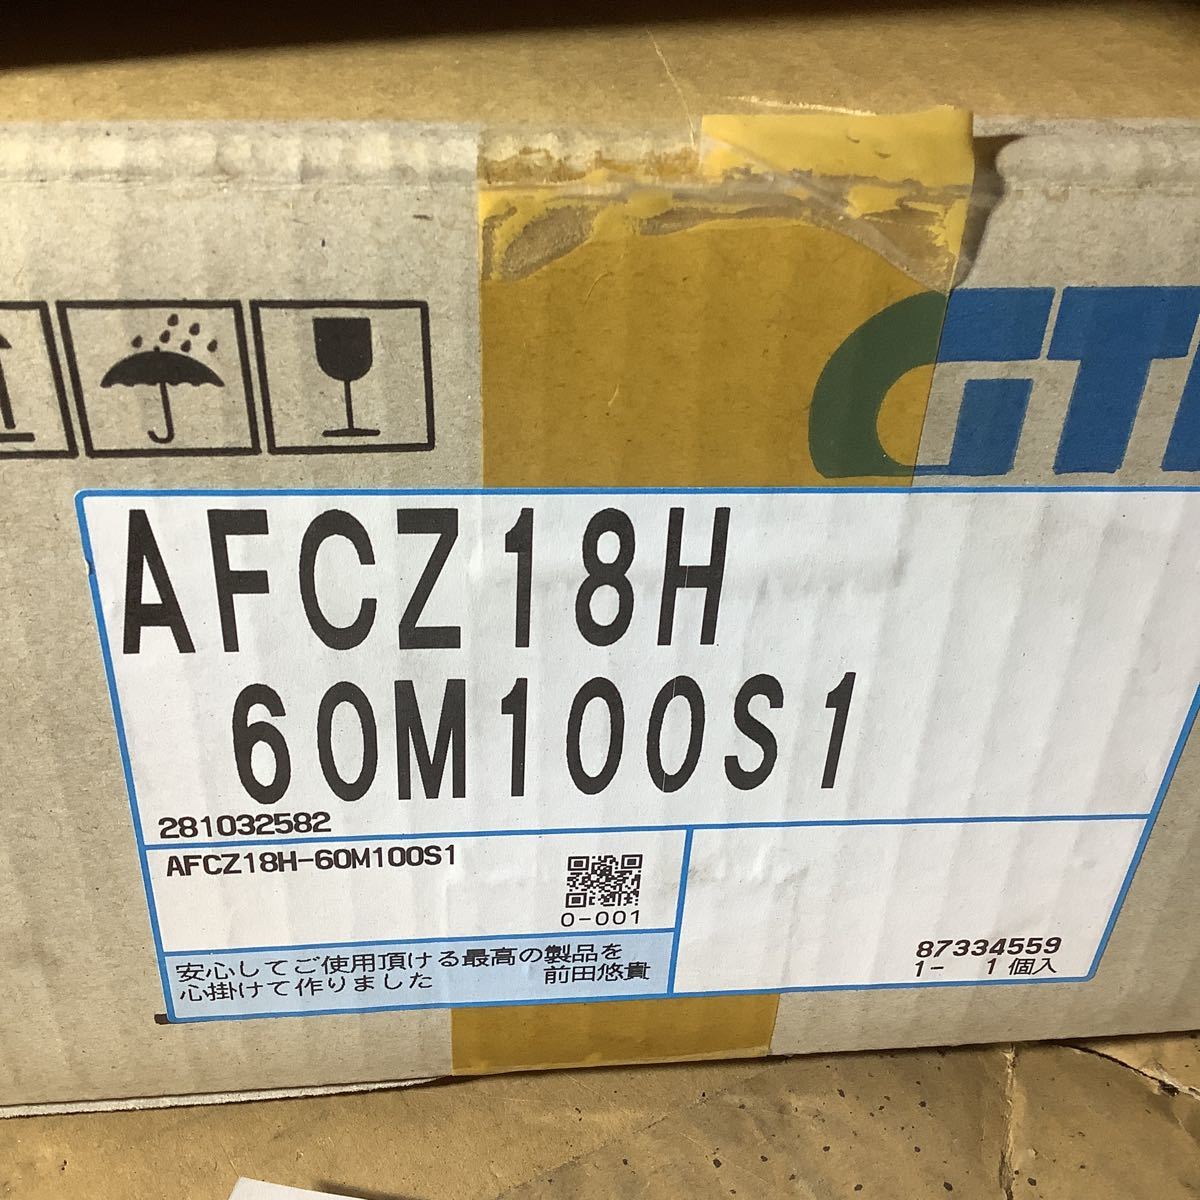 AFCZ18H
60M100S1
281032582
AFCZ18H-60M100S1
0-001
安心してご使用頂ける最高の製品を
心掛けて作りました 前田悠貴
87334559
1- 1個入